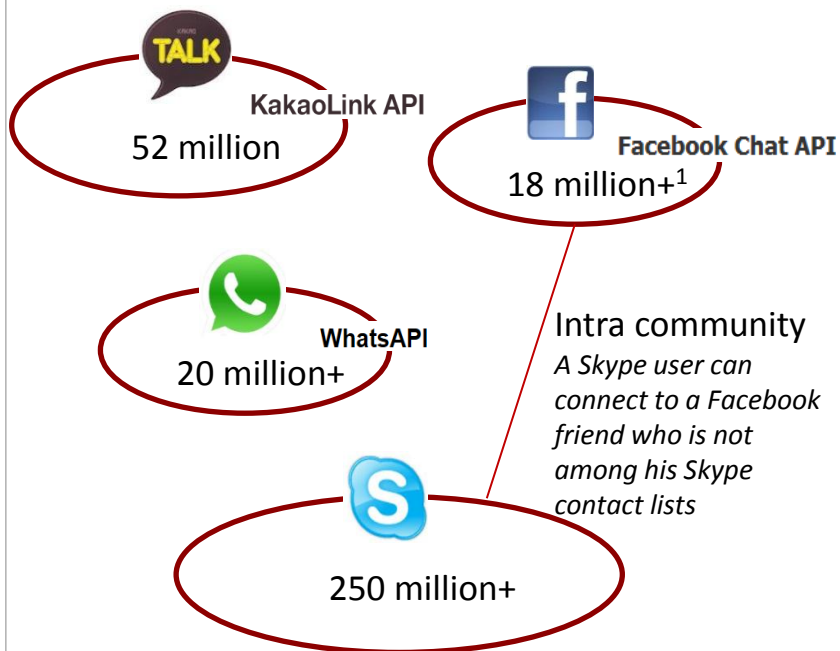 TALK
KakaoLink API
52 million
f
Facebook Chat API
18 million+1
WhatsAPI
20 million+
Intra community
A Skype user can
connect to a Facebook
friend who is not
among his Skype
contact lists
S
250 million+